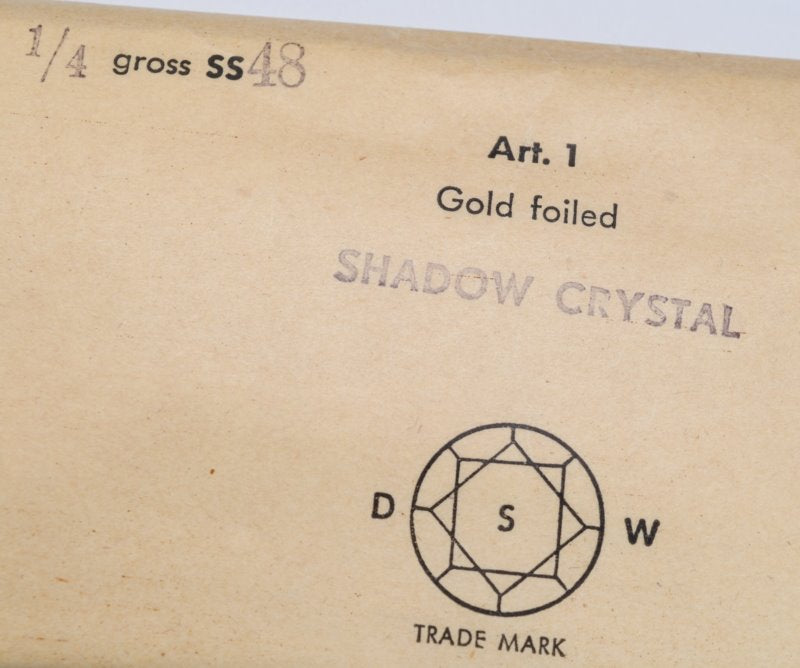 1/4 gross SS48
Art. 1
Gold foiled
SHADOW CRYSTAL
D S W
TRADE MARK